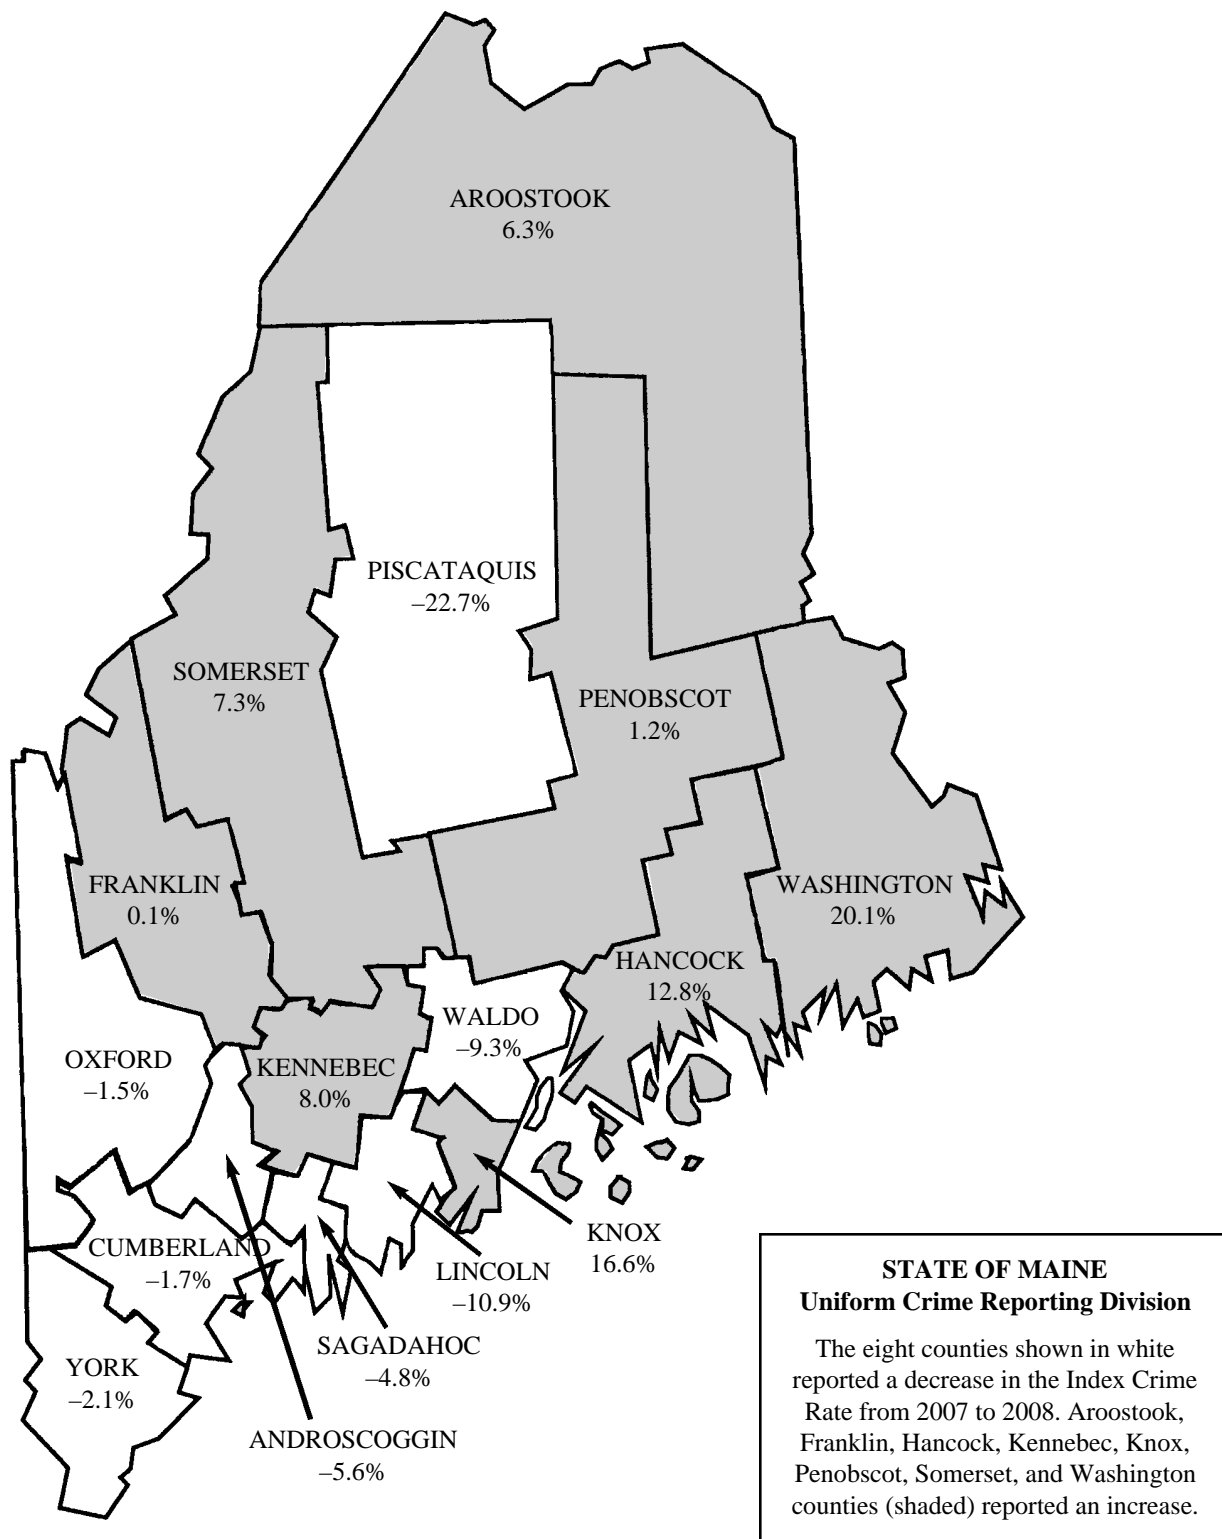 AROOSTOOK
6.3%
PISCATAQUIS
–22.7%
SOMERSET
7.3%
PENOBSCOT
1.2%
FRANKLIN
0.1%
WASHINGTON
20.1%
HANCOCK
12.8%
WALDO
–9.3%
OXFORD
–1.5%
KENNEBEC
8.0%
KNOX
16.6%
CUMBERLAND
–1.7%
LINCOLN
–10.9%
SAGADAHOC
–4.8%
YORK
–2.1%
ANDROSCOGGIN
–5.6%
STATE OF MAINE
Uniform Crime Reporting Division
The eight counties shown in white
reported a decrease in the Index Crime
Rate from 2007 to 2008. Aroostook,
Franklin, Hancock, Kennebec, Knox,
Penobscot, Somerset, and Washington
counties (shaded) reported an increase.